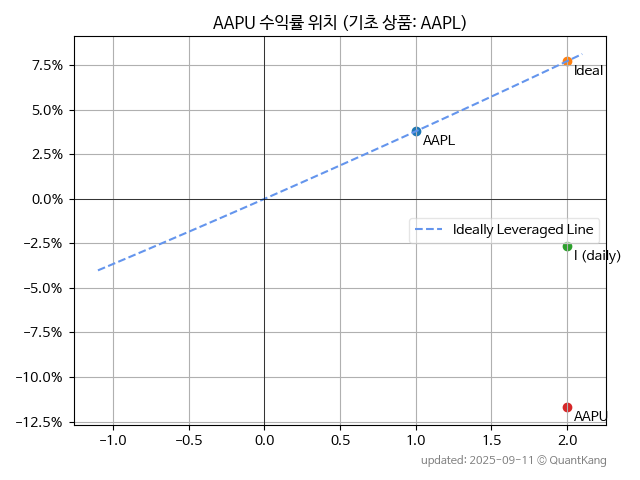 AAPU 수익률 위치 (기초 상품: AAPL)
7.5%
Ideal
5.0%
AAPL
2.5%
0.0%
Ideally Leveraged Line
−2.5%
I (daily)
−5.0%
−7.5%
−10.0%
−12.5%
AAPU
−1.0 −0.5 0.0 0.5 1.0 1.5 2.0
updated: 2025-09-11 © QuantKang